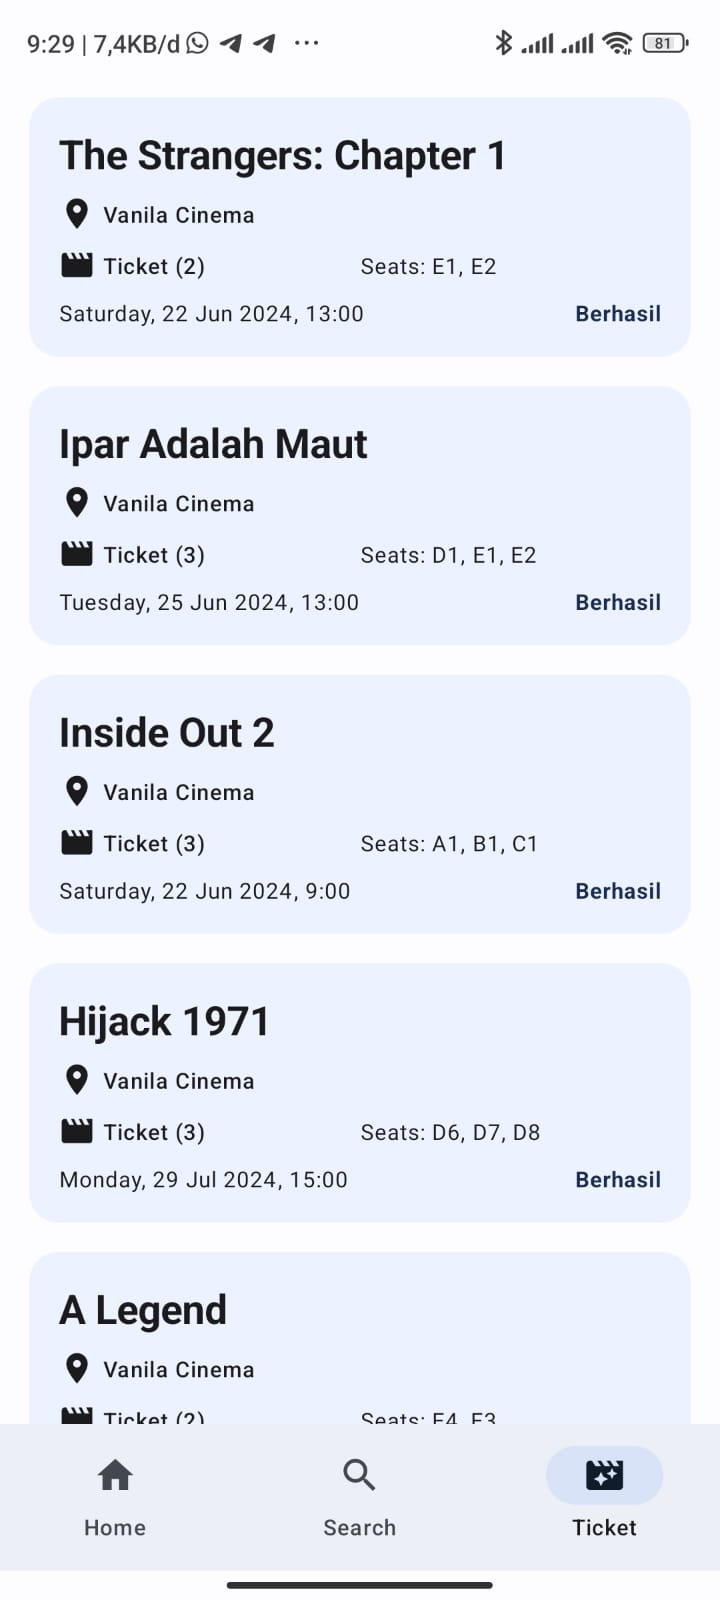 9:29 | 7,4KB/d
81
The Strangers: Chapter 1
Vanila Cinema
Ticket (2) Seats: E1, E2
Saturday, 22 Jun 2024, 13:00 Berhasil
Ipar Adalah Maut
Vanila Cinema
Ticket (3) Seats: D1, E1, E2
Tuesday, 25 Jun 2024, 13:00 Berhasil
Inside Out 2
Vanila Cinema
Ticket (3) Seats: A1, B1, C1
Saturday, 22 Jun 2024, 9:00 Berhasil
Hijack 1971
Vanila Cinema
Ticket (3) Seats: D6, D7, D8
Monday, 29 Jul 2024, 15:00 Berhasil
A Legend
Vanila Cinema
Ticket (2) Seats:
Home
Search
Ticket